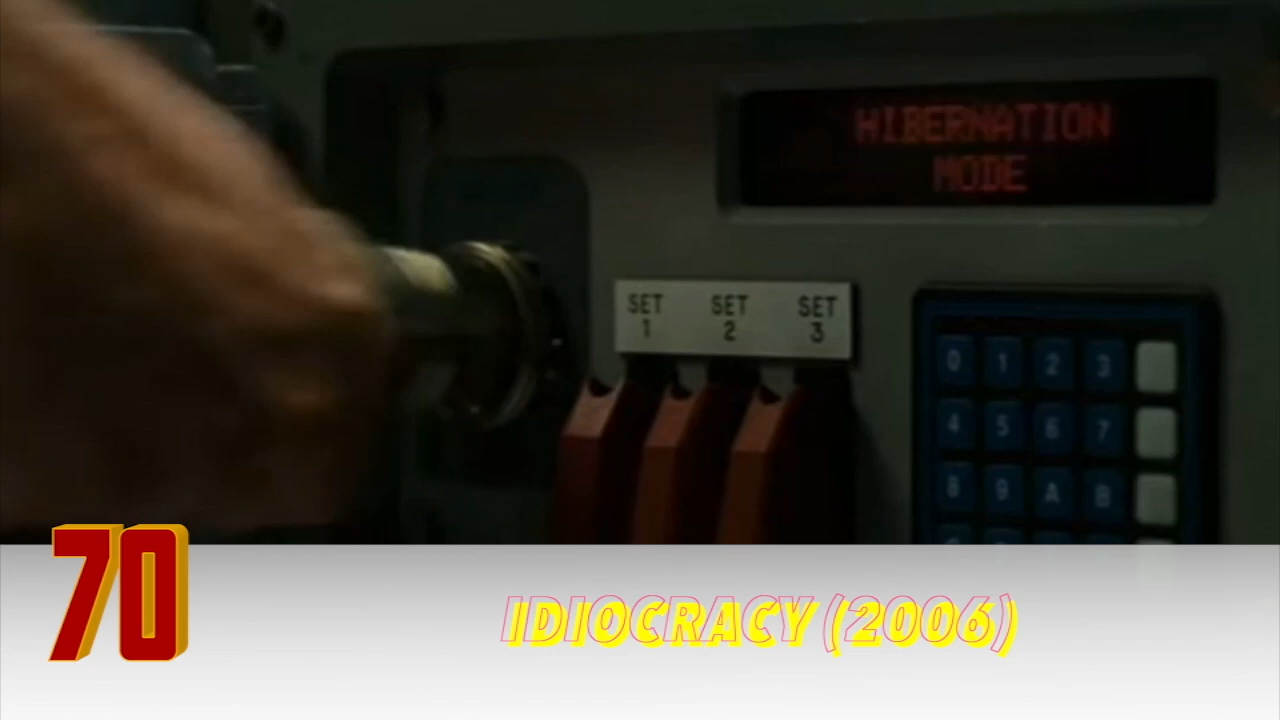 HIBERNATION
MODE
SET SET SET
1 2 3
0 1 2 3
4 5 6 7
8 9 A B
70
IDIOCRACY (2006)